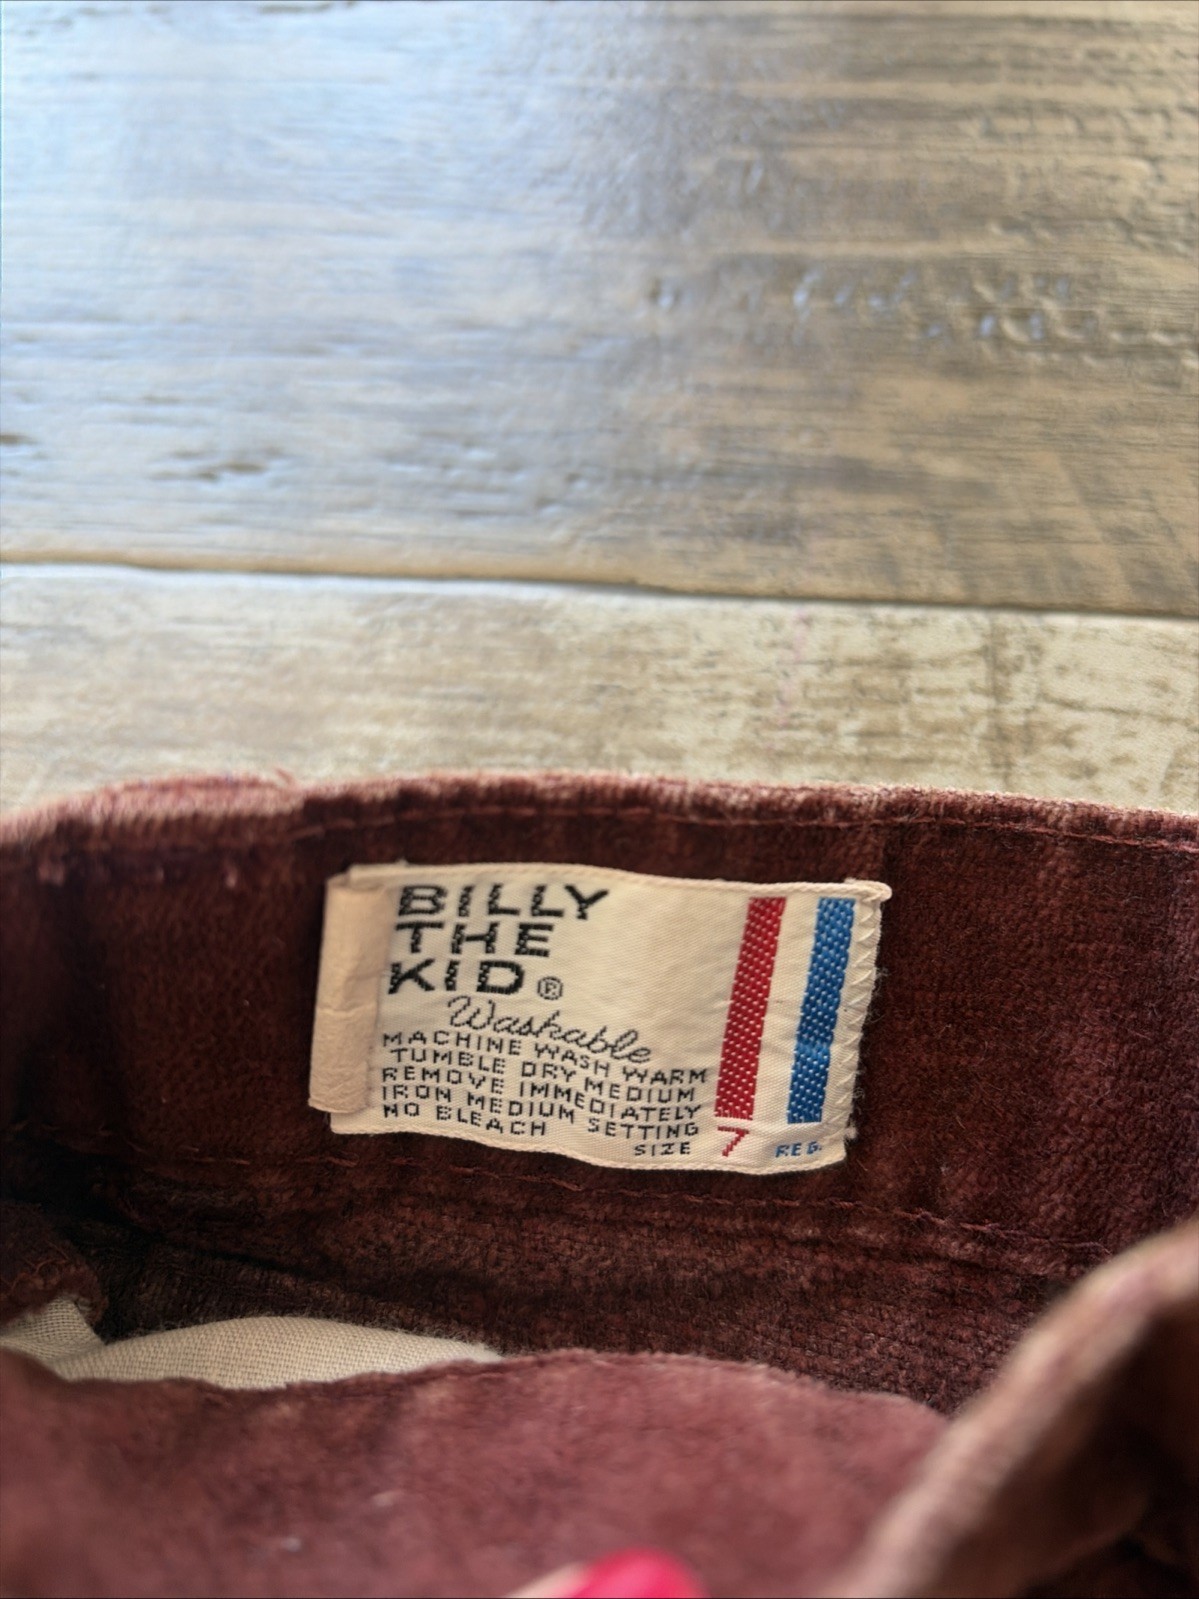 BILLY
THE
KID®
Washable
MACHINE WASH WARM
TUMBLE DRY MEDIUM
REMOVE IMMEDIATELY
IRON MEDIUM SETTING
NO BLEACH
SIZE 7 REG.